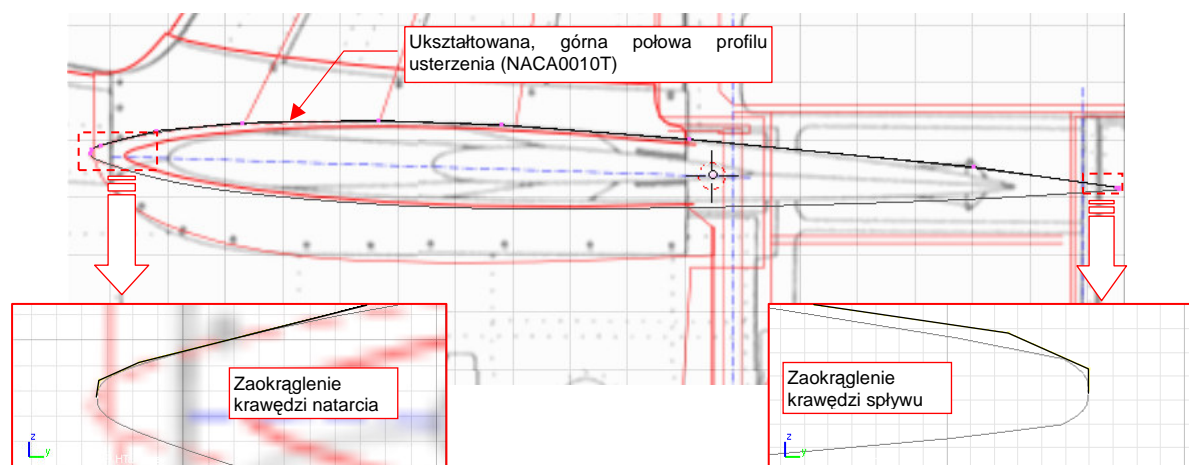 Ukształtowana, górna połowa profilu
usterzenia (NACA0010T)
Zaokrąglenie
krawędzi natarcia
z
y
Zaokrąglenie
krawędzi spływu
z
y